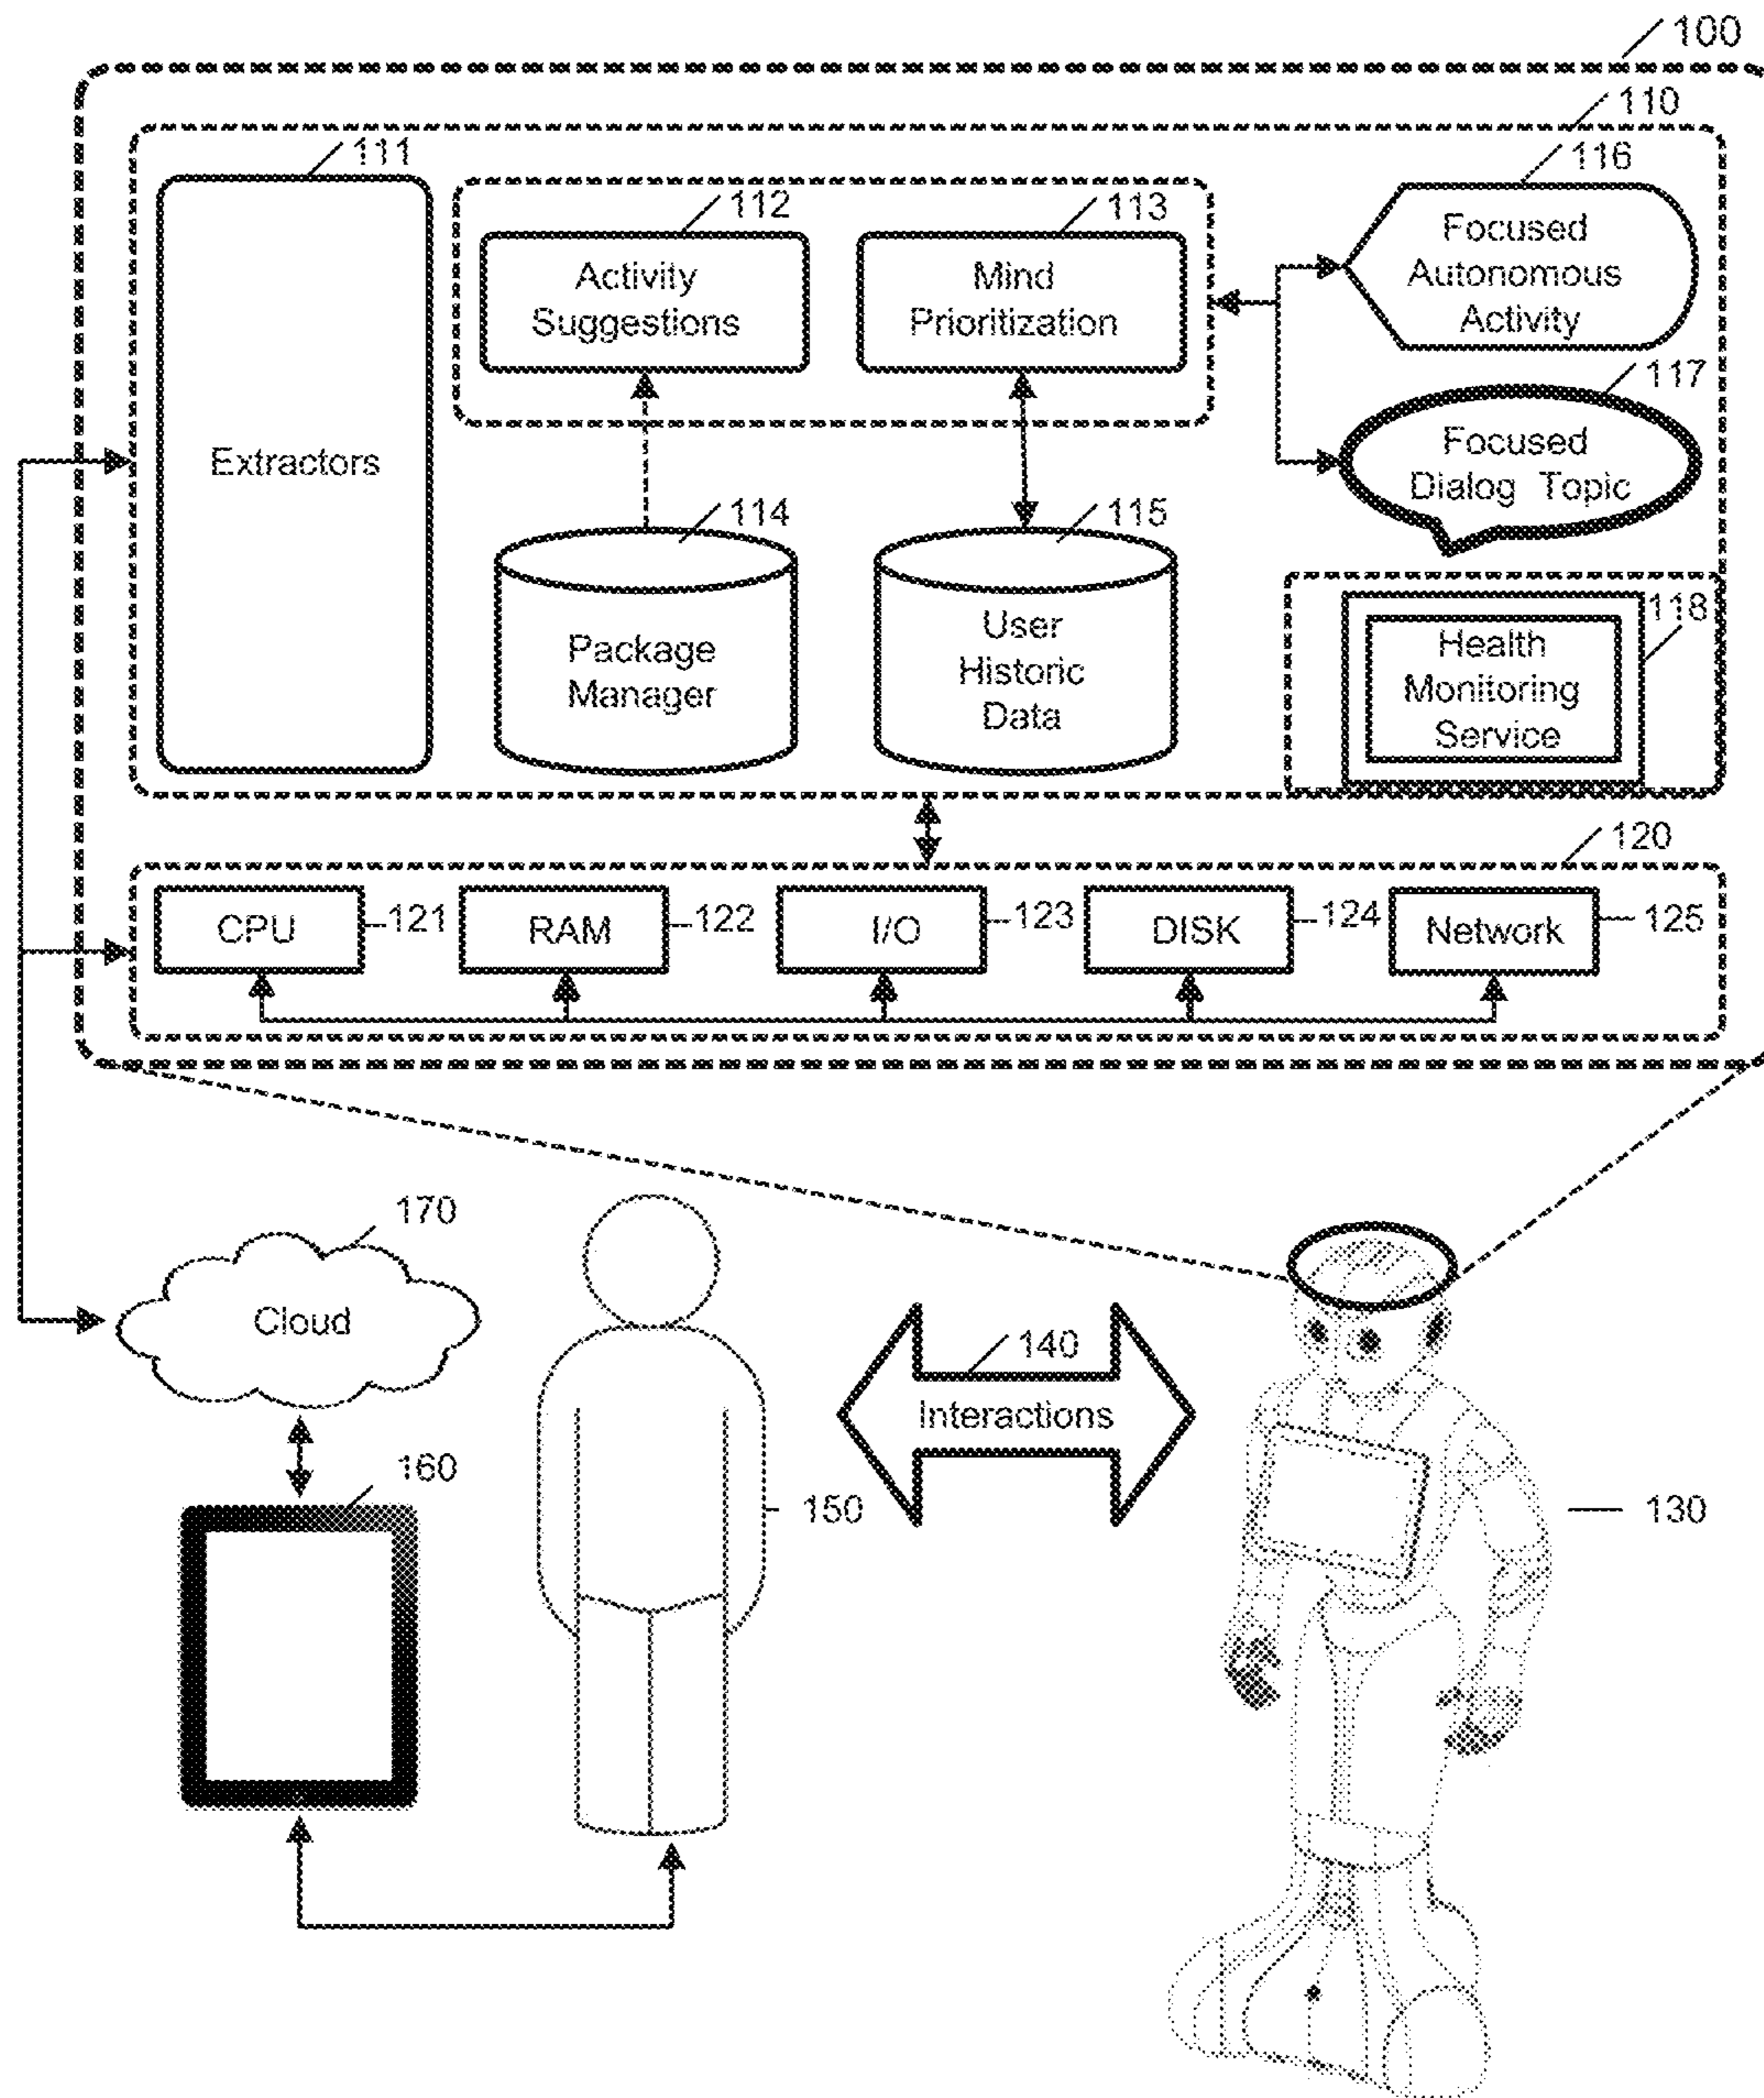 100
110
111
112
113
116
Activity
Suggestions
Mind
Prioritization
Focused
Autonomous
Activity
117
Extractors
Focused
Dialog Topic
114
115
118
Package
Manager
User
Historic
Data
Health
Monitoring
Service
120
CPU
121
RAM
122
I/O
123
DISK
124
Network
125
170
Cloud
140
Interactions
160
150
130